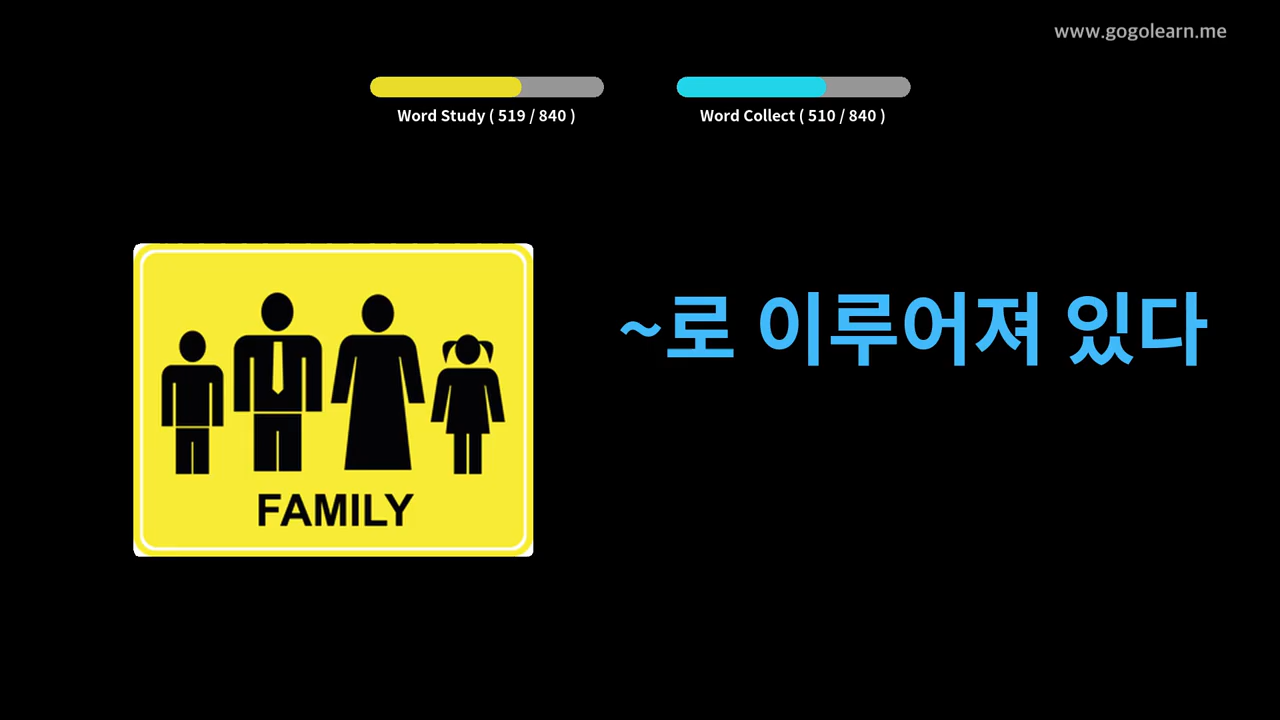 www.gogolearn.me
Word Study ( 519 / 840 )
Word Collect ( 510 / 840 )
~로 이루어져 있다
FAMILY